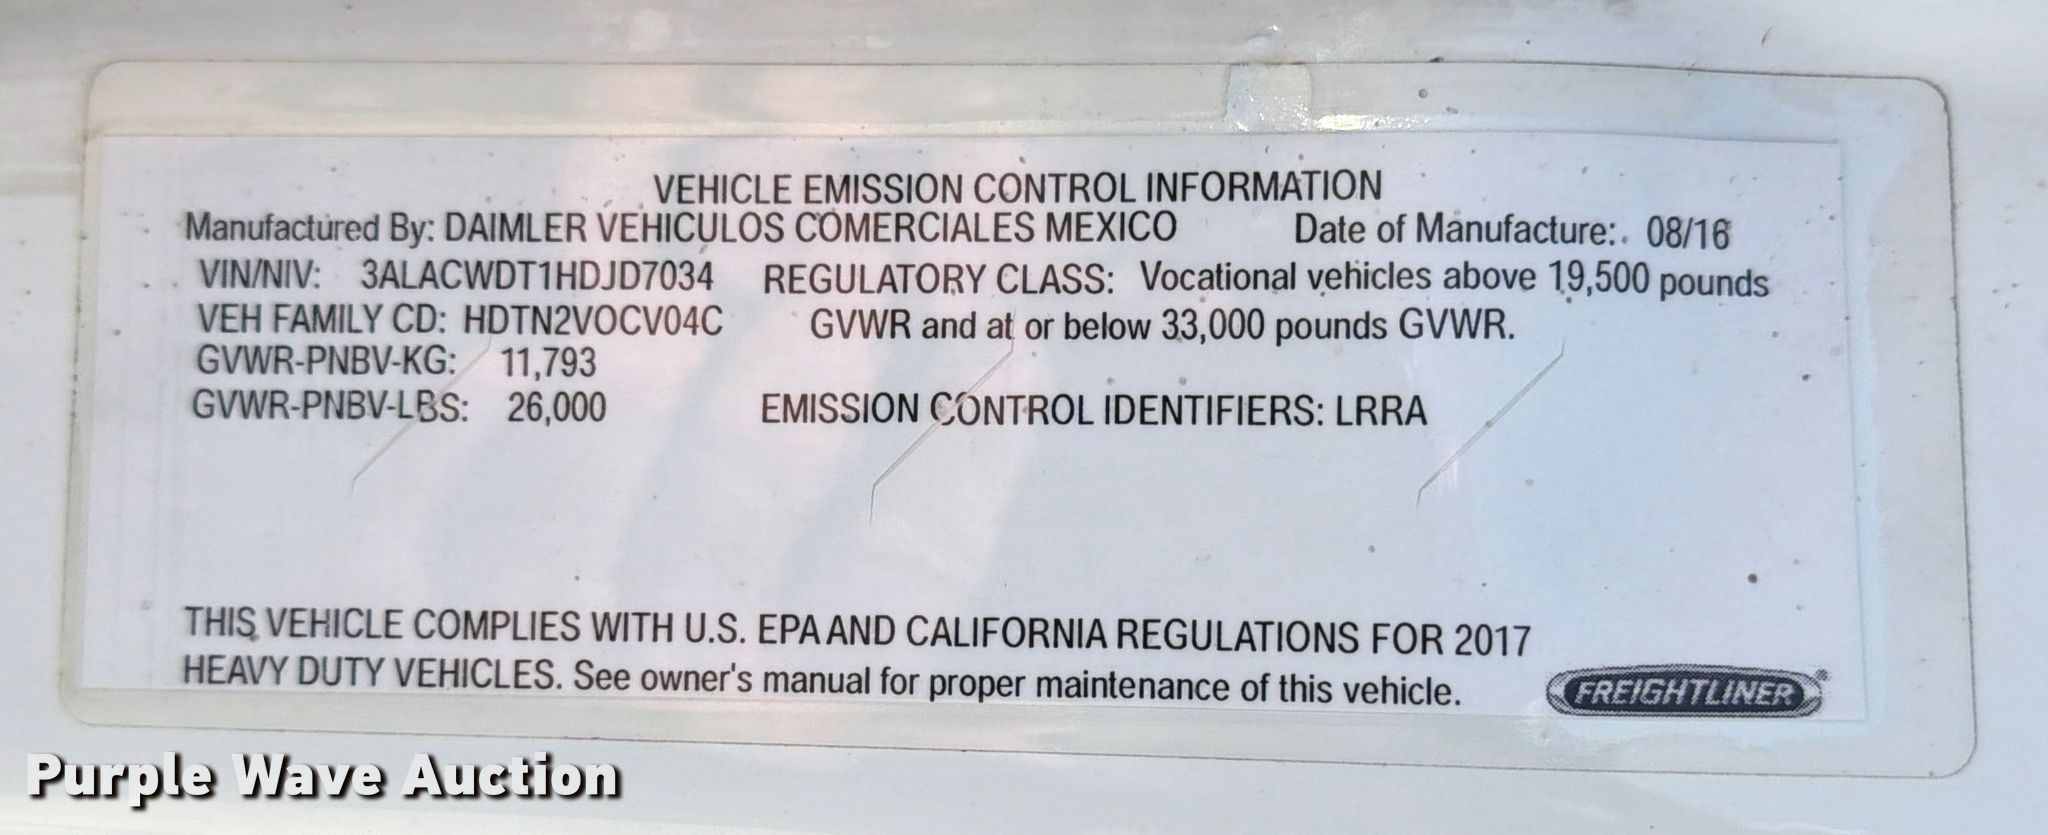 VEHICLE EMISSION CONTROL INFORMATION
Manufactured By: DAIMLER VEHICULOS COMERCIALES MEXICO Date of Manufacture: 08/16
VIN/NIV: 3ALACWDT1HDJD7034 REGULATORY CLASS: Vocational vehicles above 19,500 pounds
VEH FAMILY CD: HDTN2VOCV04C GVWR and at or below 33,000 pounds GVWR.
GVWR-PNBV-KG: 11,793
GVWR-PNBV-LBS: 26,000 EMISSION CONTROL IDENTIFIERS: LRRA
THIS VEHICLE COMPLIES WITH U.S. EPA AND CALIFORNIA REGULATIONS FOR 2017
HEAVY DUTY VEHICLES. See owner's manual for proper maintenance of this vehicle.
FREIGHTLINER®
Purple Wave Auction